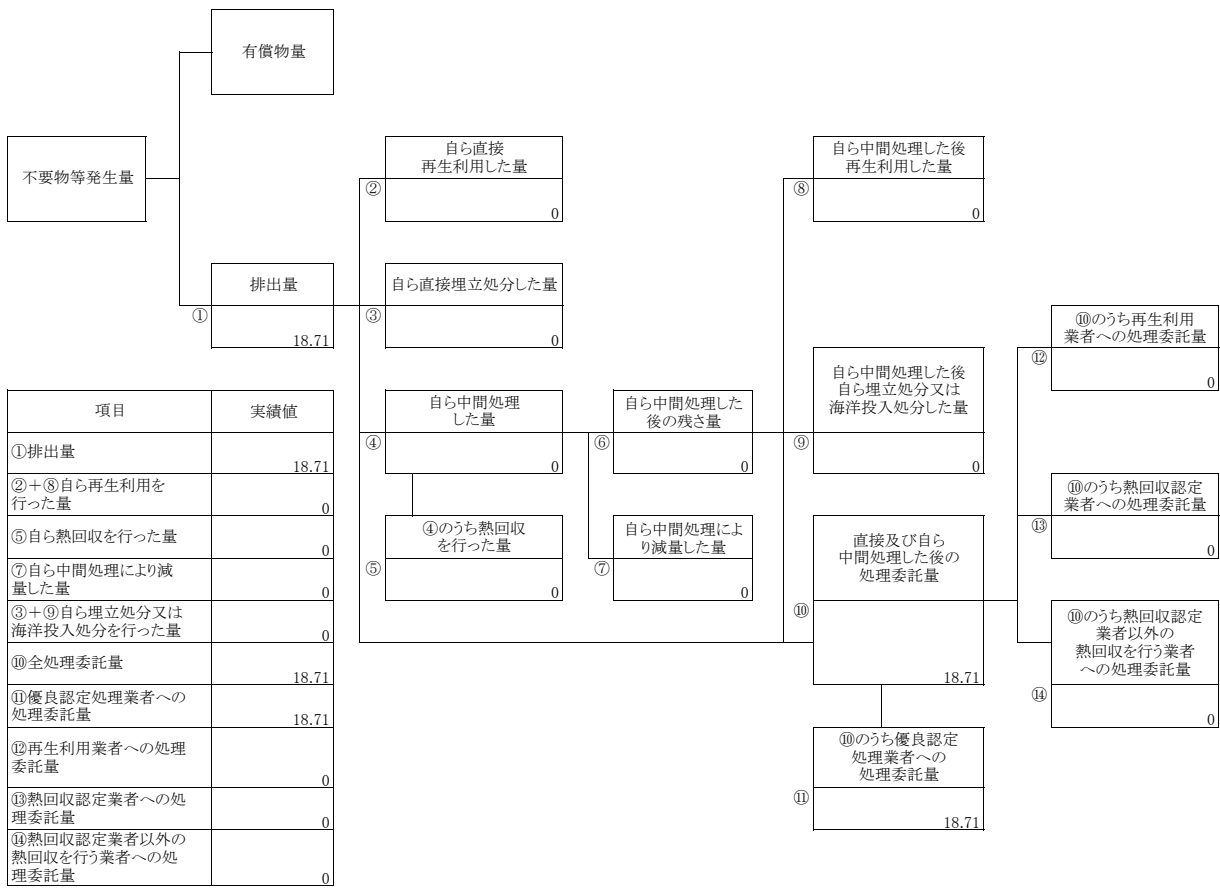 有償物量
不要物等発生量
自ら直接
再生利用した量
②
0
自ら中間処理した後
再生利用した量
⑧
0
排出量
①
18.71
自ら直接埋立処分した量
③
0
⑩のうち再生利用
業者への処理委託量
⑫
0
自ら中間処理
した量
④
0
自ら中間処理した
後の残さ量
⑥
0
自ら中間処理した後
自ら埋立処分又は
海洋投入処分した量
⑨
0
⑩のうち熱回収認定
業者への処理委託量
⑬
0
④のうち熱回収
を行った量
⑤
0
自ら中間処理によ
り減量した量
⑦
0
直接及び自ら
中間処理した後の
処理委託量
⑩
18.71
⑩のうち熱回収認定
業者以外の
熱回収を行う業者
への処理委託量
⑭
0
⑩のうち優良認定
処理業者への
処理委託量
⑪
18.71
項目 実績値
①排出量
18.71
②+⑧自ら再生利用を
行った量
0
⑤自ら熱回収を行った量
0
⑦自ら中間処理により減
量した量
0
③+⑨自ら埋立処分又は
海洋投入処分を行った量
0
⑩全処理委託量
18.71
⑪優良認定処理業者への
処理委託量
18.71
⑫再生利用業者への処理
委託量
0
⑬熱回収認定業者への処
理委託量
0
⑭熱回収認定業者以外の
熱回収を行う業者への処
理委託量
0